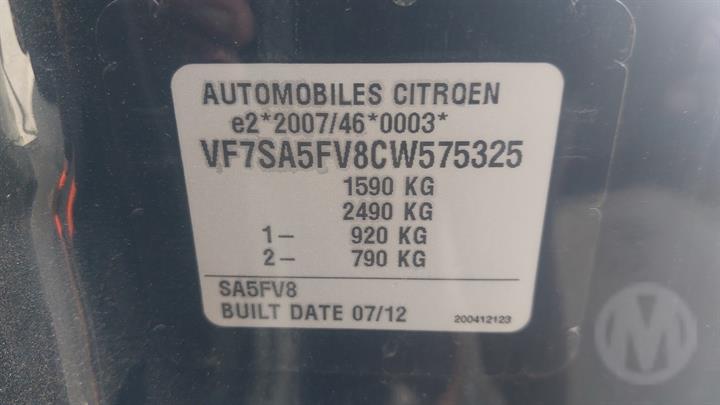 AUTOMOBILES CITROEN
e2*2007/46*0003*
VF7SA5FV8CW575325
1590 KG
2490 KG
1- 920 KG
2- 790 KG
SA5FV8
BUILT DATE 07/12
200412123
M